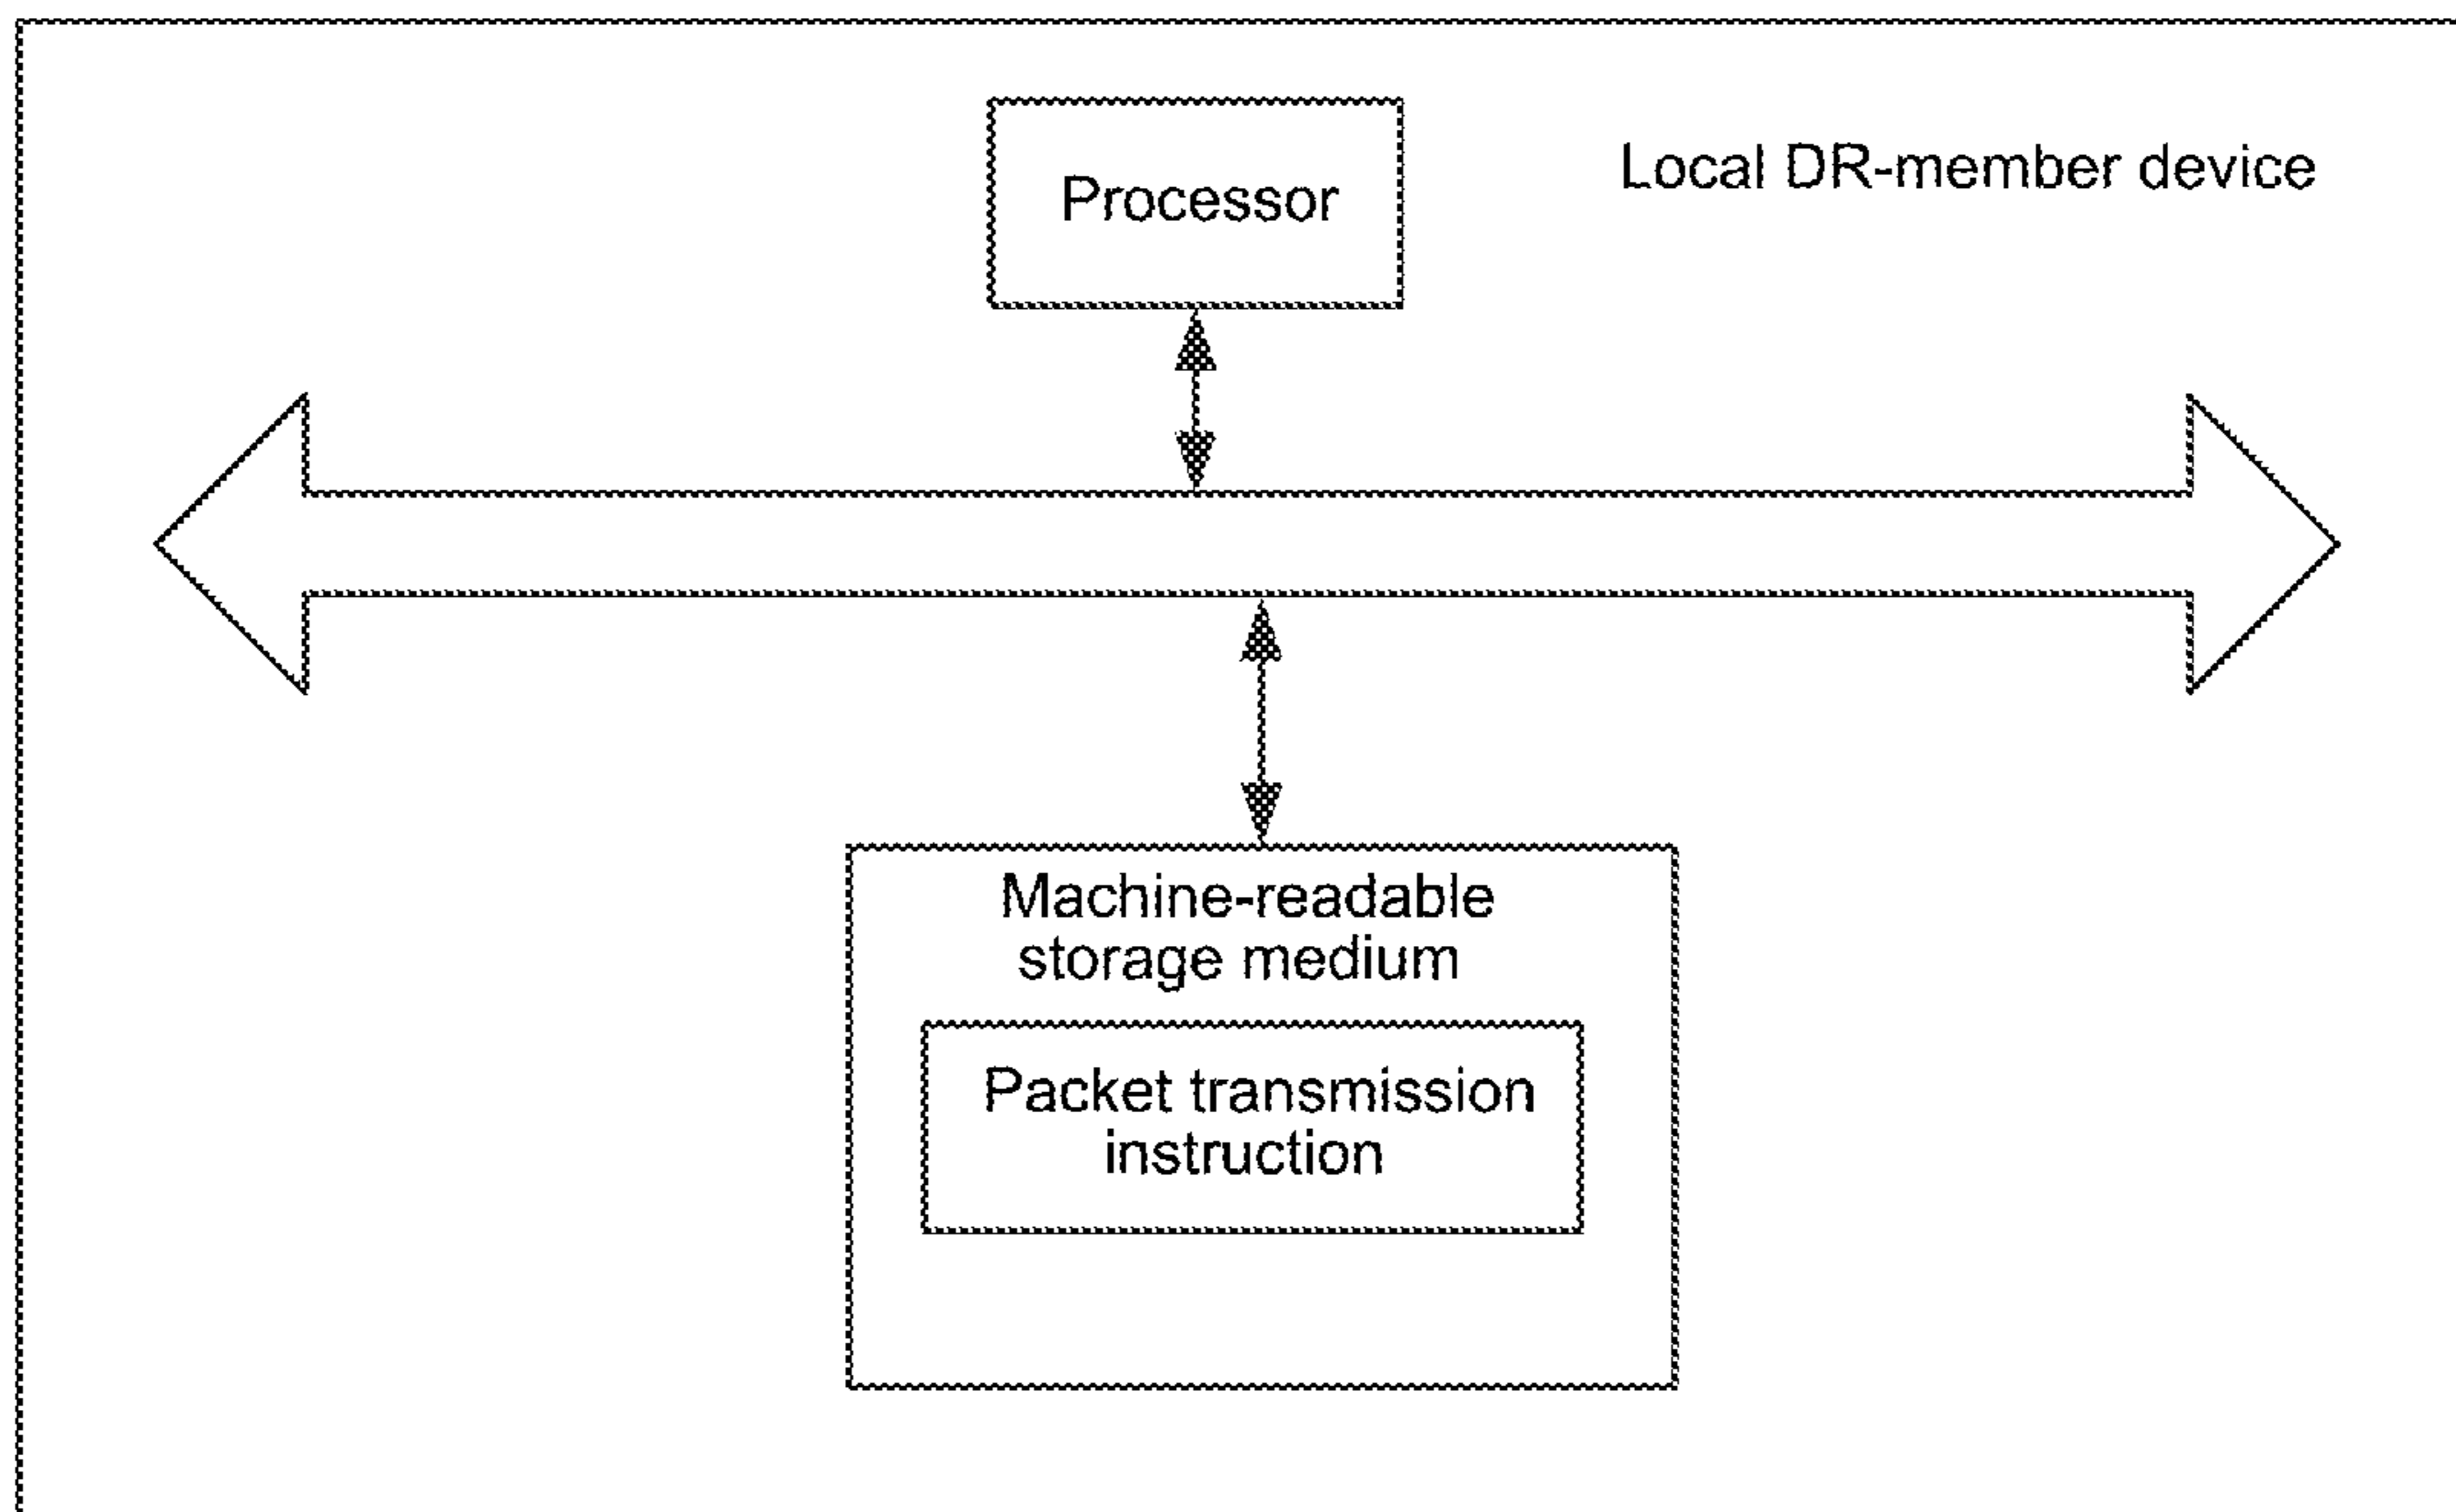 Processor
Local DR-member device
Machine-readable
storage medium
Packet transmission
instruction